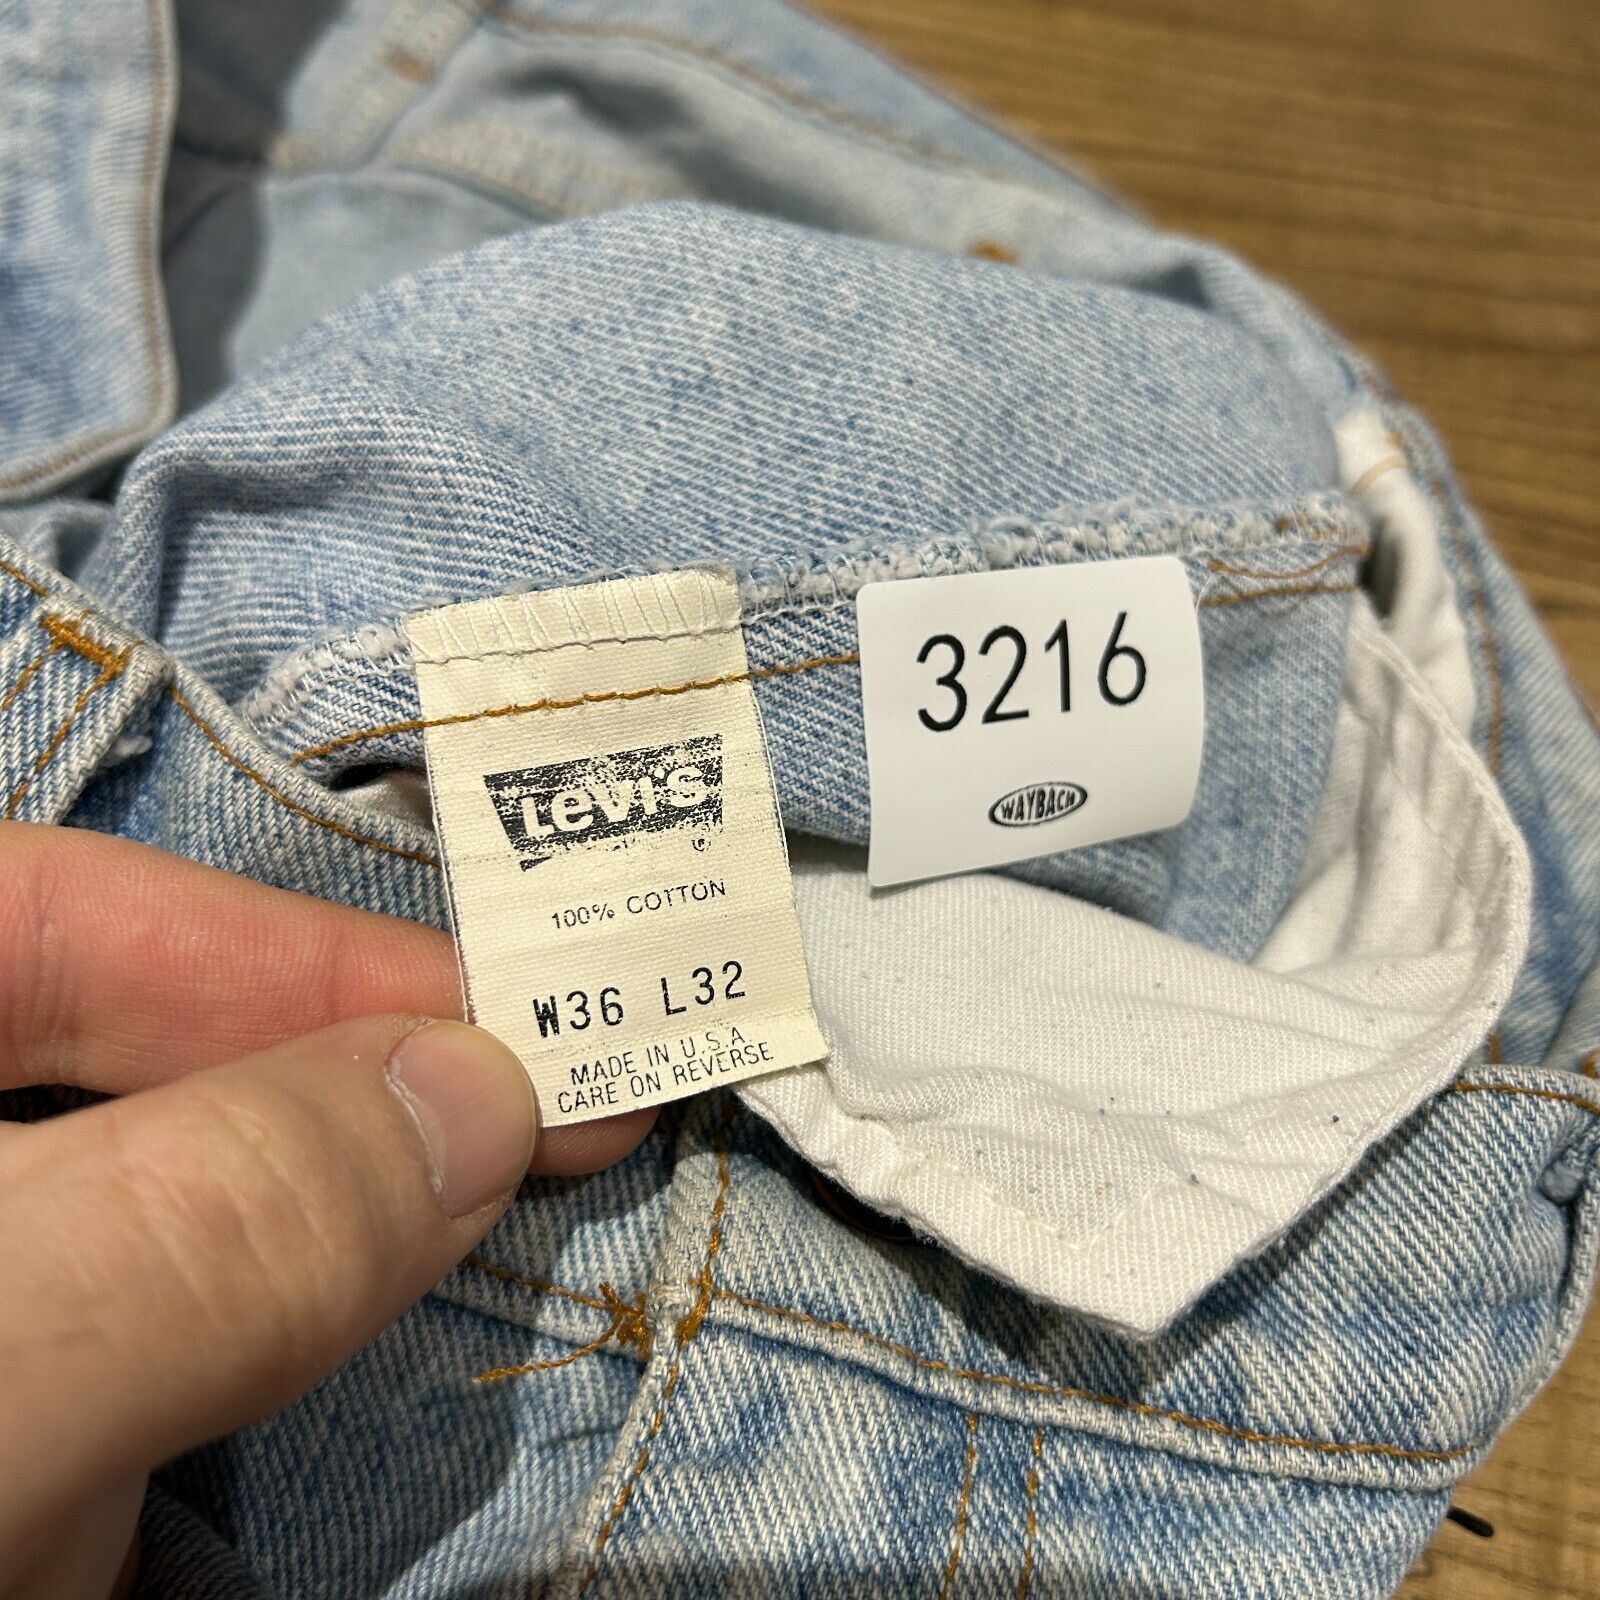 Levi's
®
100% COTTON
W36 L32
MADE IN U.S.A
CARE ON REVERSE
3216
WAYBACH